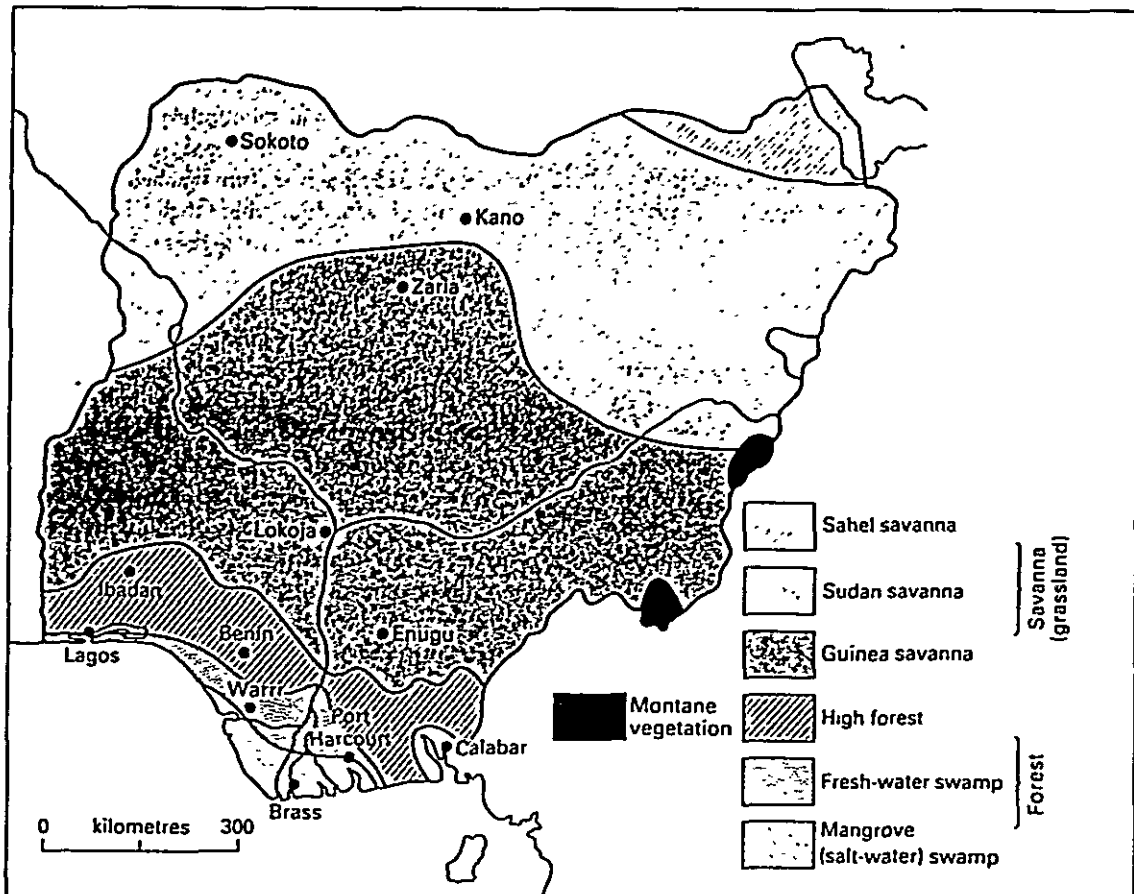 Sokoto
Kano
Zaria
Lokoja
Ibadan
Benin
Enugu
Lagos
Warri
Port
Harcourt
Calabar
Brass
0 kilometres 300
Montane
vegetation
Sahel savanna
Sudan savanna
Guinea savanna
High forest
Fresh-water swamp
Mangrove
(salt-water) swamp
Savanna
(grassland)
Forest